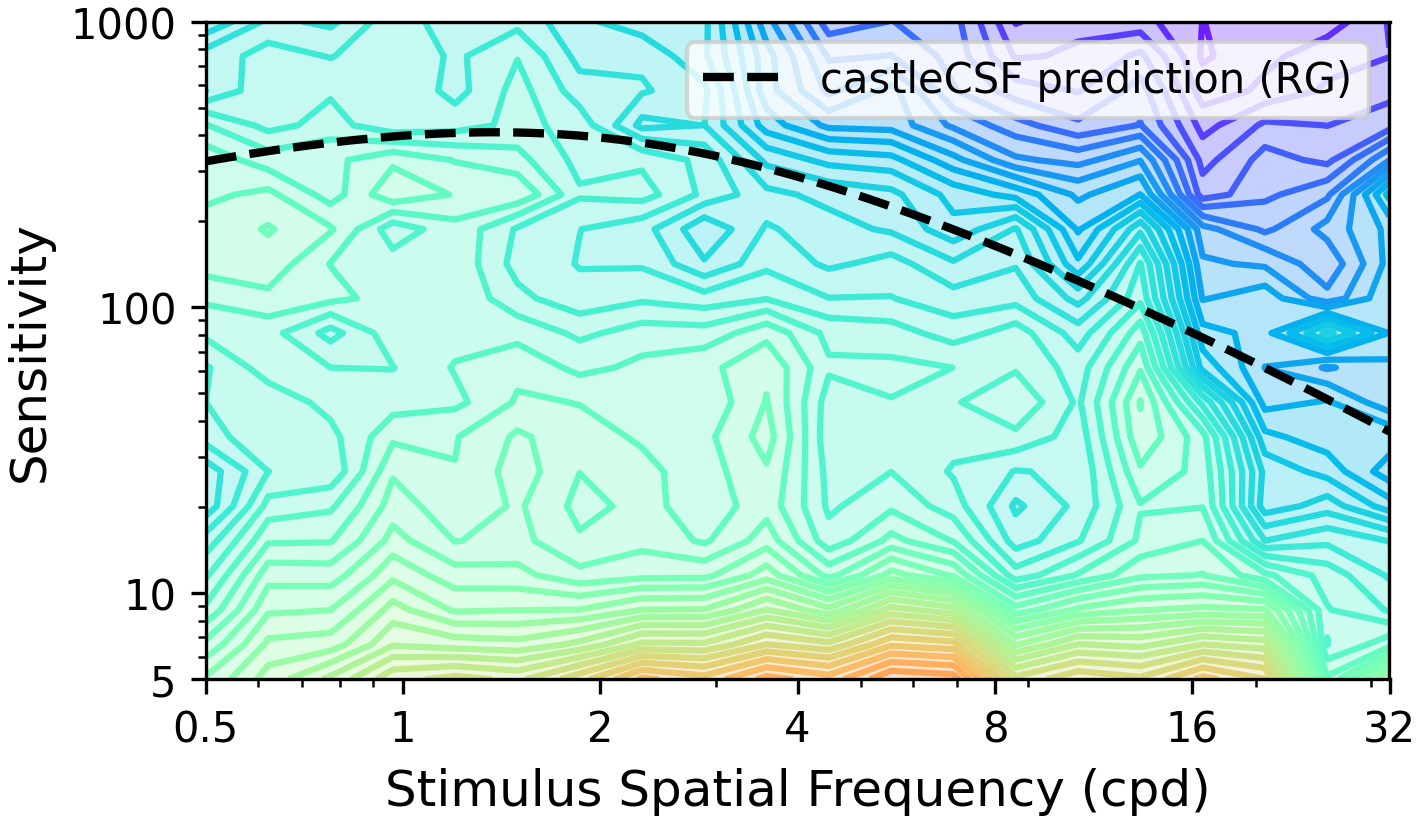 1000
castleCSF prediction (RG)
Sensitivity
100
10
5
0.5 1 2 4 8 16 32
Stimulus Spatial Frequency (cpd)